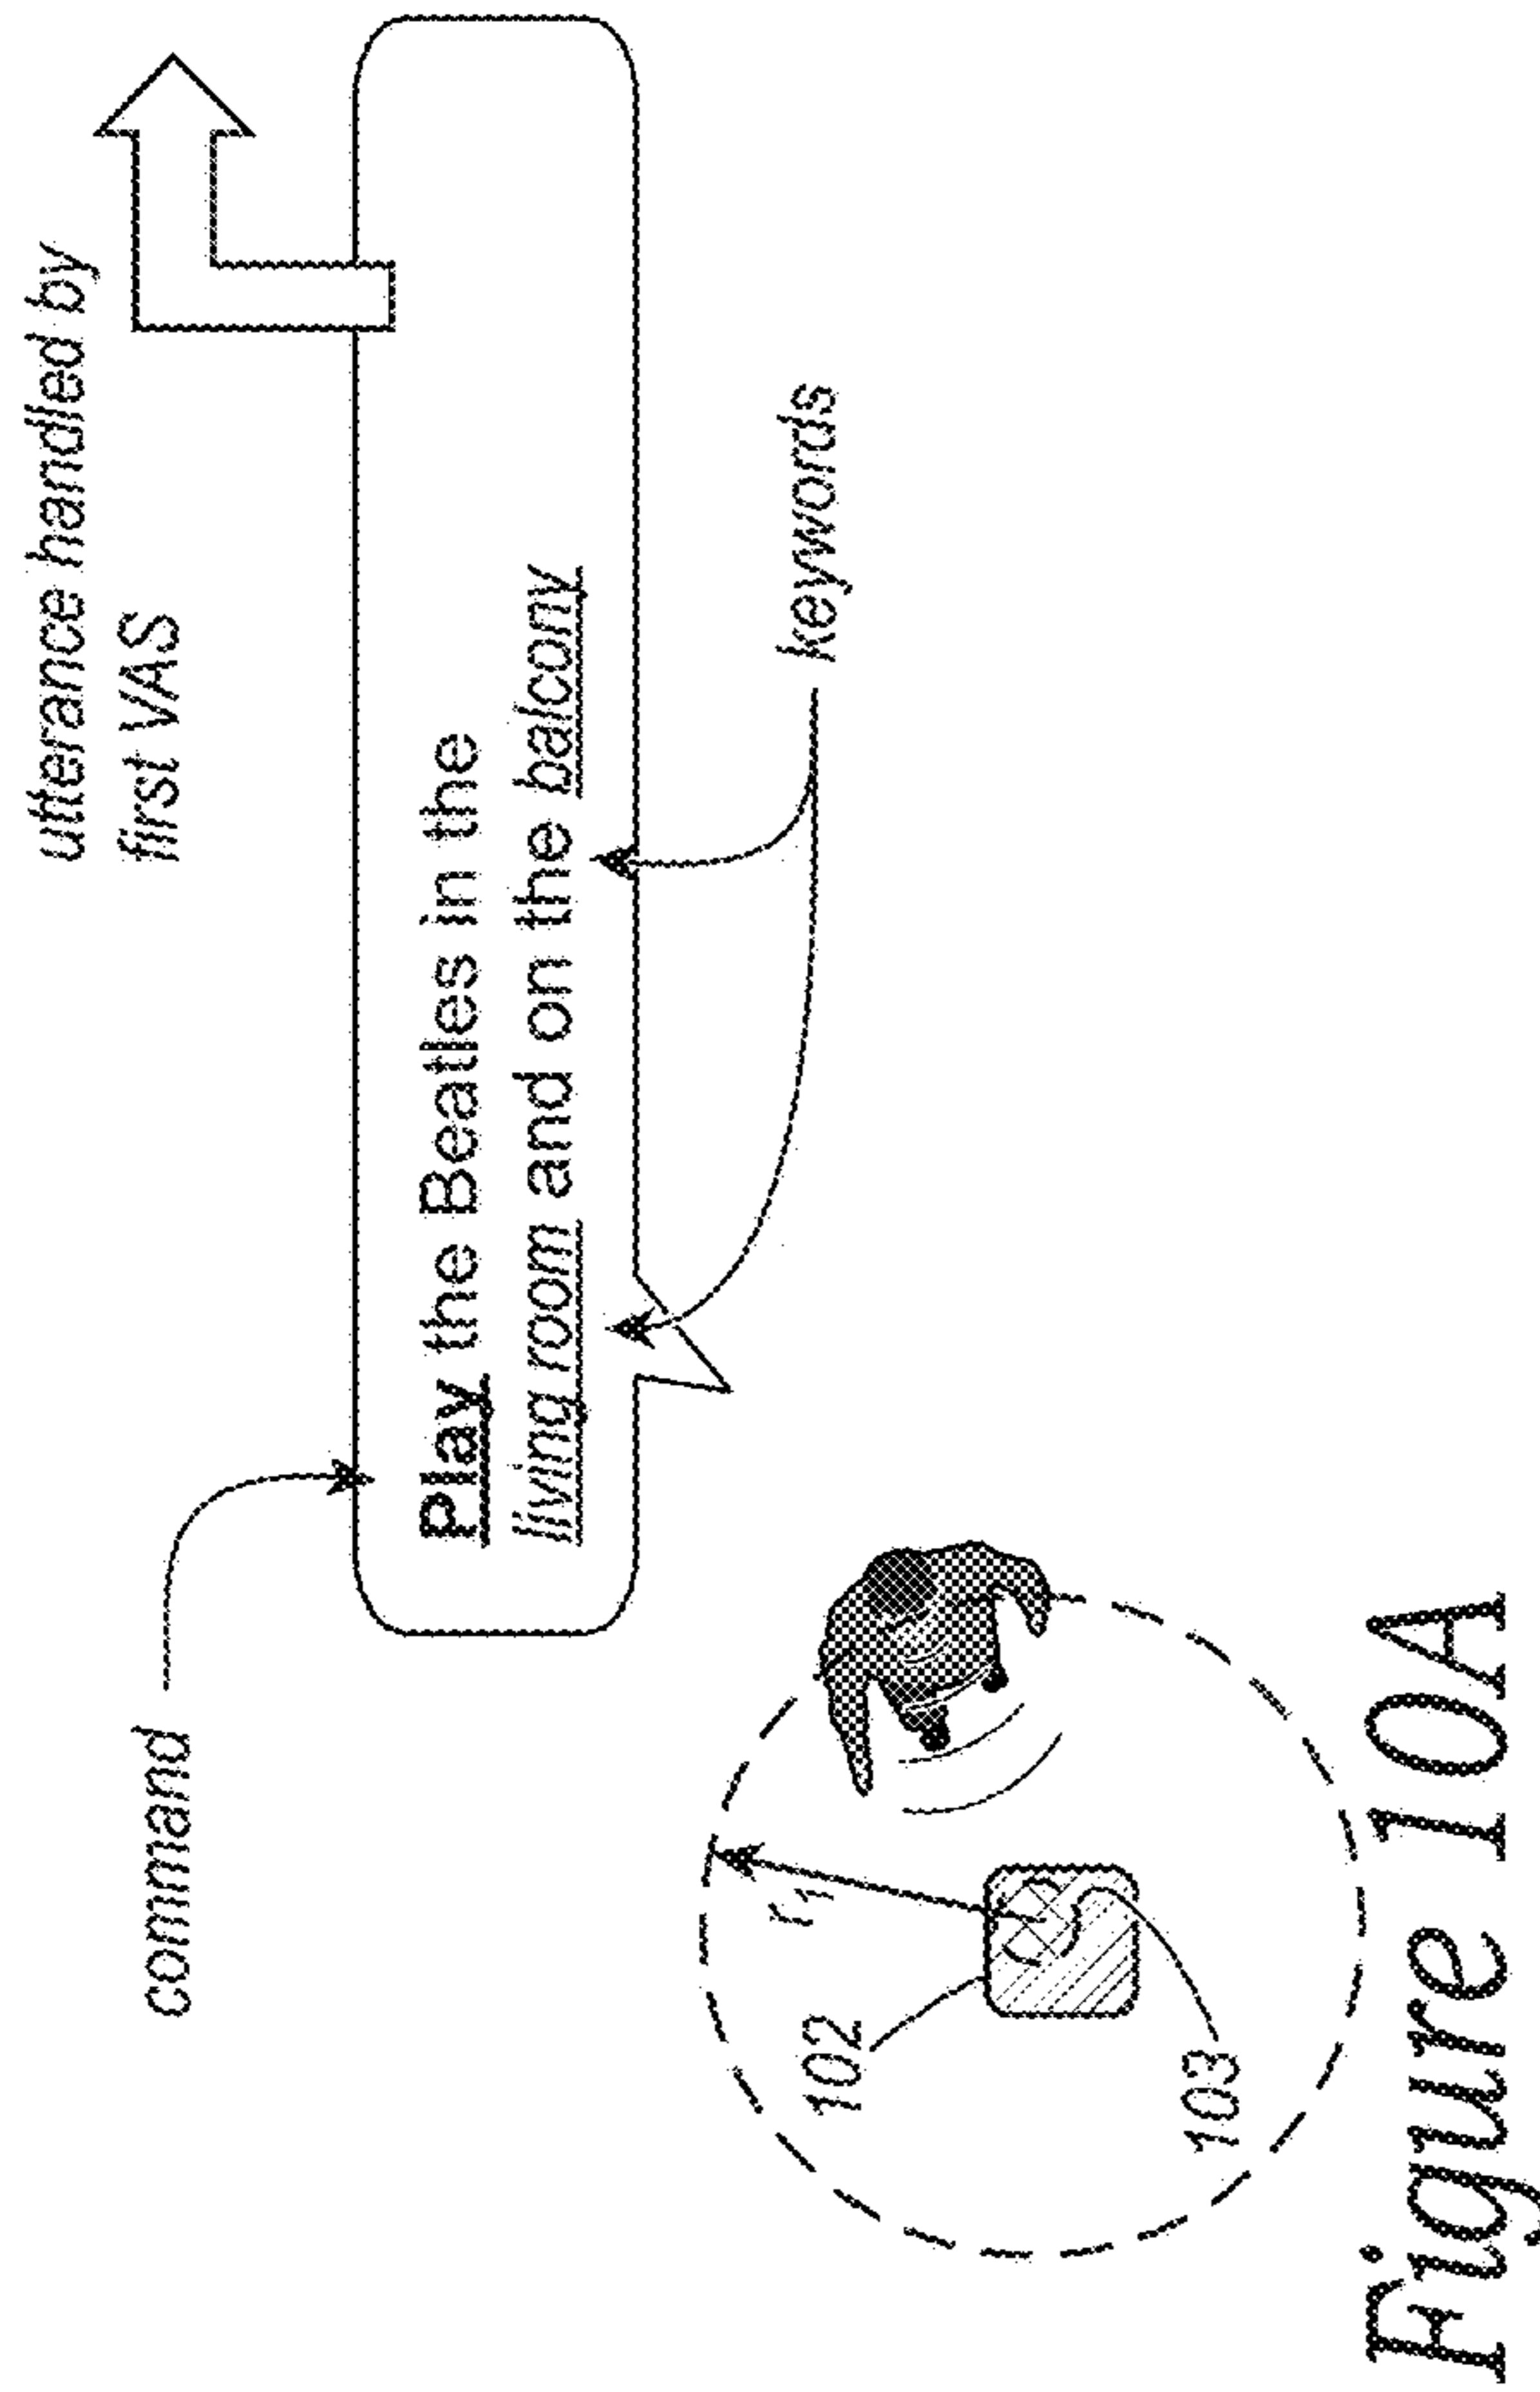 utterance handled by
first VAS
command
Play the Beatles in the
living room and on the balcony
keywords
102
r1
103
Figure 10A